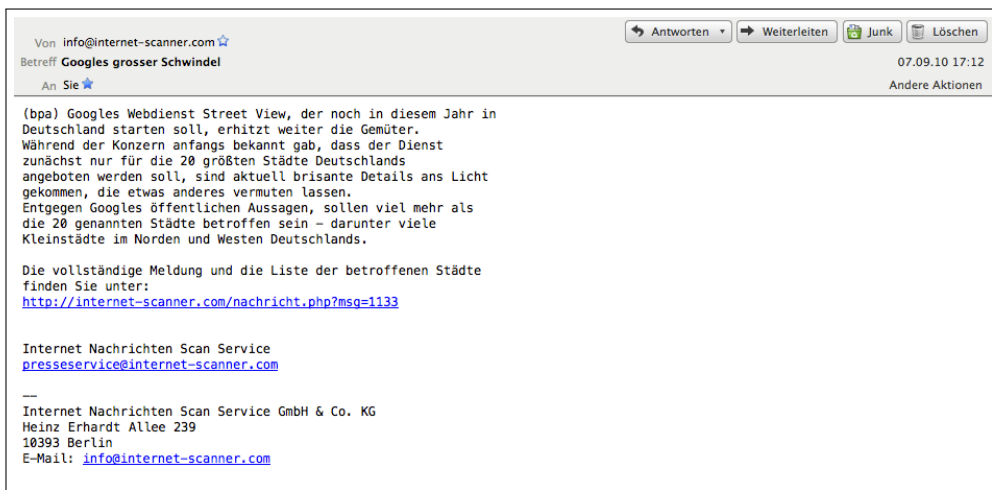 Von info@internet-scanner.com
Antworten
Weiterleiten
Junk
Löschen
Betreff Googles grosser Schwindel
07.09.10 17:12
An Sie
Andere Aktionen
(bpa) Googles Webdienst Street View, der noch in diesem Jahr in
Deutschland starten soll, erhitzt weiter die Gemüter.
Während der Konzern anfangs bekannt gab, dass der Dienst
zunächst nur für die 20 größten Städte Deutschlands
angeboten werden soll, sind aktuell brisante Details ans Licht
gekommen, die etwas anderes vermuten lassen.
Entgegen Googles öffentlichen Aussagen, sollen viel mehr als
die 20 genannten Städte betroffen sein – darunter viele
Kleinstädte im Norden und Westen Deutschlands.
Die vollständige Meldung und die Liste der betroffenen Städte
finden Sie unter:
http://internet-scanner.com/nachricht.php?msg=1133
Internet Nachrichten Scan Service
presseservice@internet-scanner.com
––
Internet Nachrichten Scan Service GmbH & Co. KG
Heinz Erhardt Allee 239
10393 Berlin
E-Mail: info@internet-scanner.com